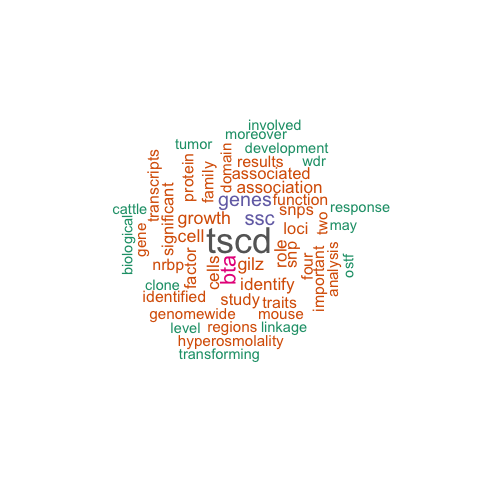 involved
moreover
tumor
development
wdr
results
domain
protein
family
transcripts
associated
association
significant
genes
function
cattle
growth
ssc
snps
response
biological
gene
cell
tscd
loci
two
may
nrbp
factor
cells
bta
gilz
role
snp
four
important
analysis
ostf
clone
identify
identified
study
traits
genomewide
mouse
level
regions
linkage
hyperosmolality
transforming